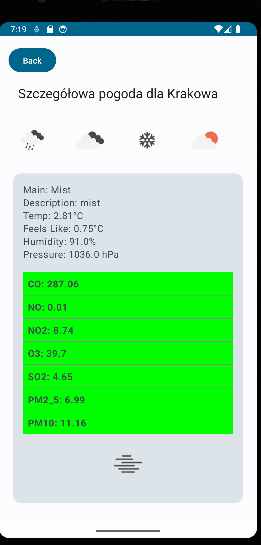 7:19
Back
Szczegółowa pogoda dla Krakowa
Main: Mist
Description: mist
Temp: 2.81°C
Feels Like: 0.75°C
Humidity: 91.0%
Pressure: 1036.0 hPa
CO: 287.06
NO: 0.01
NO2: 8.74
O3: 39.7
SO2: 4.65
PM2_5: 6.99
PM10: 11.16